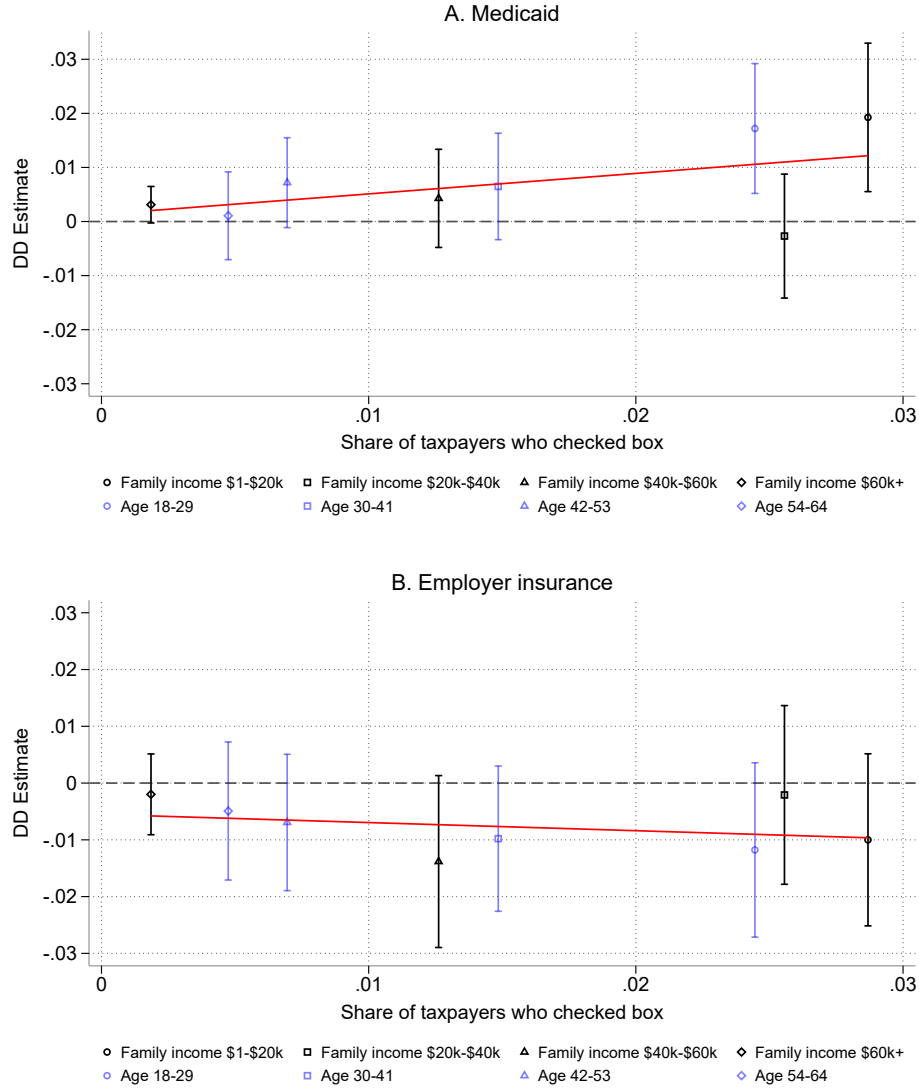 A. Medicaid
.03
.02
.01
0
-.01
-.02
-.03
DD Estimate
0 .01 .02 .03
Share of taxpayers who checked box
Family income $1-$20k Family income $20k-$40k Family income $40k-$60k Family income $60k+
Age 18-29 Age 30-41 Age 42-53 Age 54-64
B. Employer insurance
.03
.02
.01
0
-.01
-.02
-.03
DD Estimate
0 .01 .02 .03
Share of taxpayers who checked box
Family income $1-$20k Family income $20k-$40k Family income $40k-$60k Family income $60k+
Age 18-29 Age 30-41 Age 42-53 Age 54-64